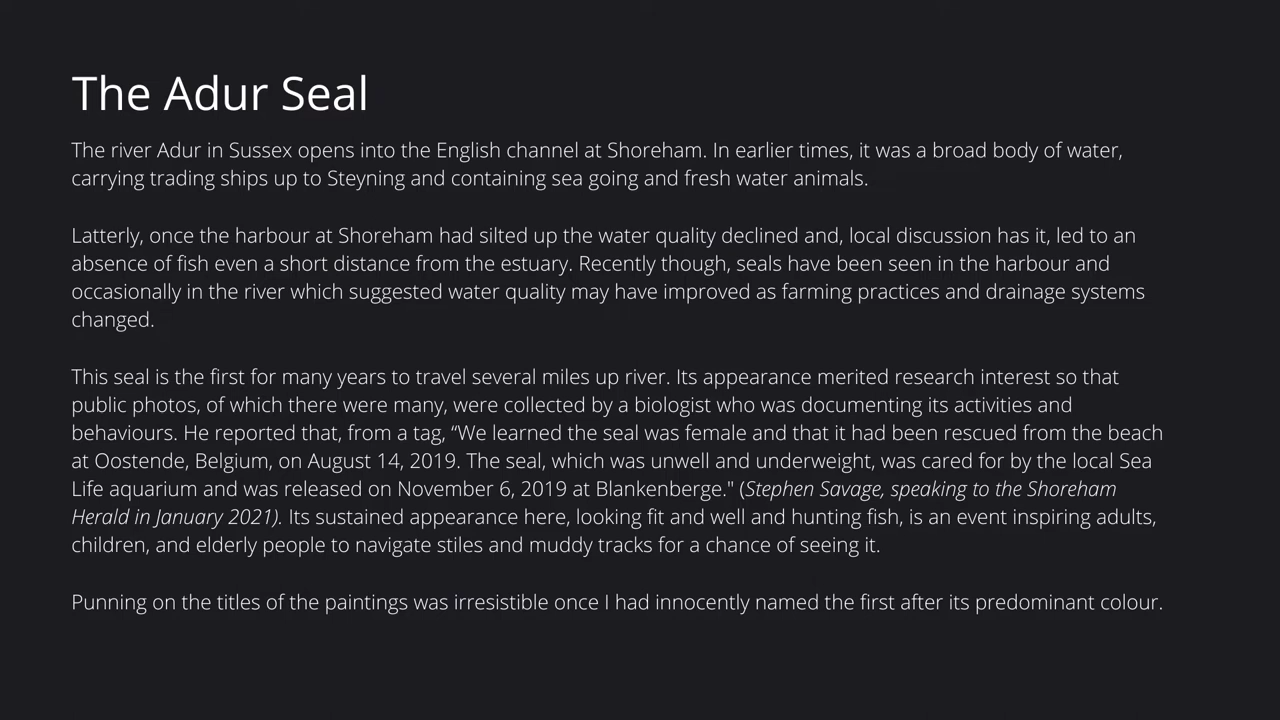 The Adur Seal
The river Adur in Sussex opens into the English channel at Shoreham. In earlier times, it was a broad body of water,
carrying trading ships up to Steyning and containing sea going and fresh water animals.
Latterly, once the harbour at Shoreham had silted up the water quality declined and, local discussion has it, led to an
absence of fish even a short distance from the estuary. Recently though, seals have been seen in the harbour and
occasionally in the river which suggested water quality may have improved as farming practices and drainage systems
changed.
This seal is the first for many years to travel several miles up river. Its appearance merited research interest so that
public photos, of which there were many, were collected by a biologist who was documenting its activities and
behaviours. He reported that, from a tag, “We learned the seal was female and that it had been rescued from the beach
at Oostende, Belgium, on August 14, 2019. The seal, which was unwell and underweight, was cared for by the local Sea
Life aquarium and was released on November 6, 2019 at Blankenberge." (Stephen Savage, speaking to the Shoreham
Herald in January 2021). Its sustained appearance here, looking fit and well and hunting fish, is an event inspiring adults,
children, and elderly people to navigate stiles and muddy tracks for a chance of seeing it.
Punning on the titles of the paintings was irresistible once I had innocently named the first after its predominant colour.